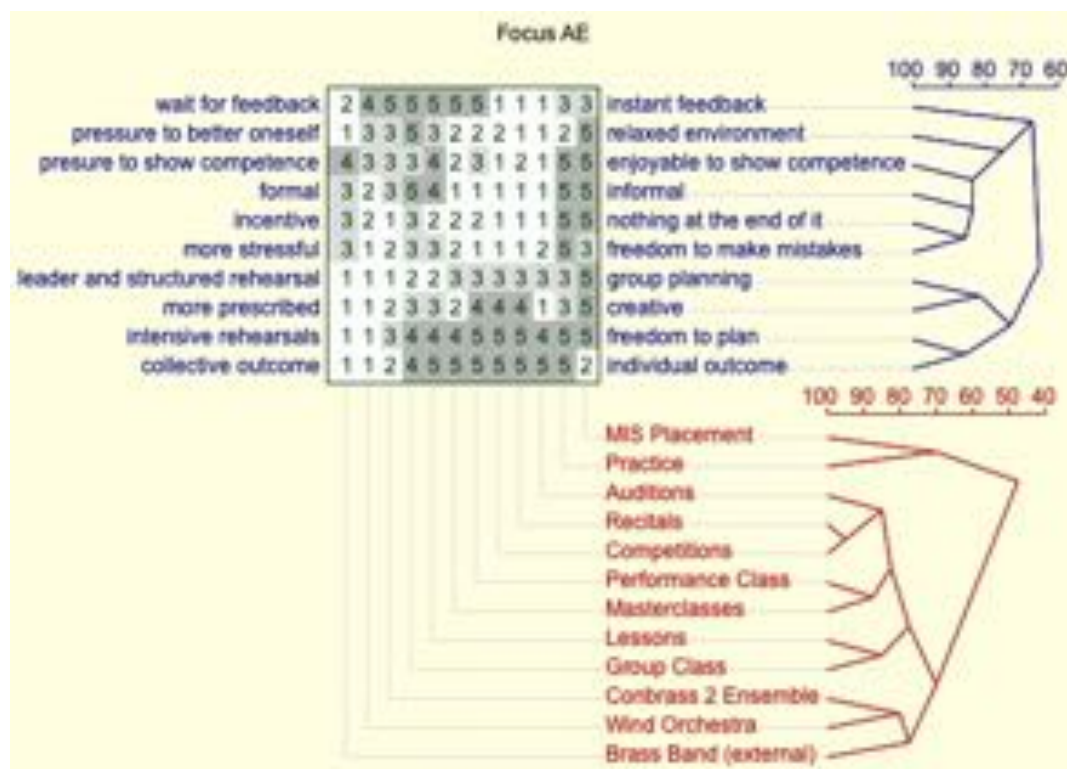 Focus AE
100 90 80 70 60
wait for feedback 2 4 5 5 5 5 5 1 1 1 3 3 instant feedback
pressure to better oneself 1 3 3 5 3 2 2 2 1 1 2 5 relaxed environment
presure to show competence 4 3 3 3 4 2 3 1 2 1 5 5 enjoyable to show competence
formal 3 2 3 5 4 1 1 1 1 1 5 5 informal
incentive 3 2 1 3 2 2 2 1 1 1 5 5 nothing at the end of it
more stressful 3 1 2 3 3 2 1 1 1 2 5 3 freedom to make mistakes
leader and structured rehearsal 1 1 1 2 2 3 3 3 3 3 3 5 group planning
more prescribed 1 1 2 3 3 2 4 4 4 1 3 5 creative
intensive rehearsals 1 1 3 4 4 4 5 5 5 4 5 5 freedom to plan
collective outcome 1 1 2 4 5 5 5 5 5 5 5 2 individual outcome
100 90 80 70 60 50 40
MIS Placement
Practice
Auditions
Recitals
Competitions
Performance Class
Masterclasses
Lessons
Group Class
Conbrass 2 Ensemble
Wind Orchestra
Brass Band (external)